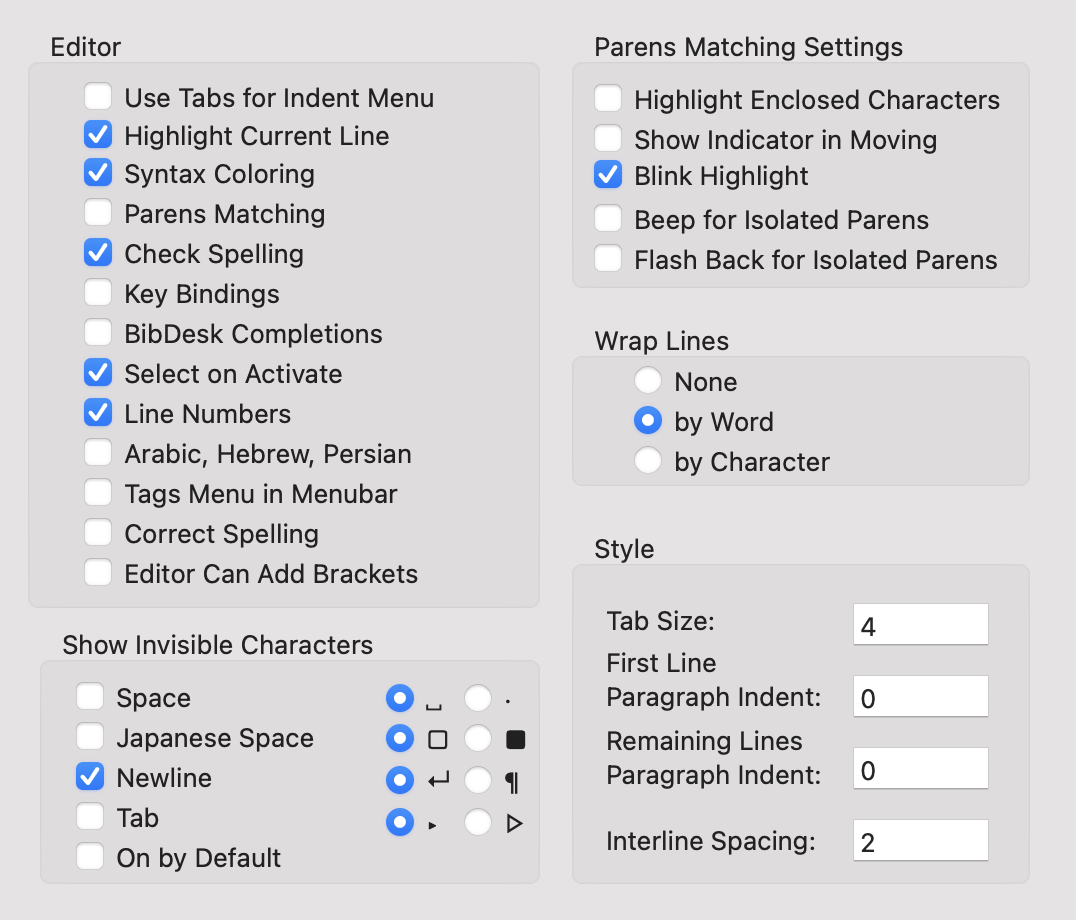 Editor
Use Tabs for Indent Menu
Highlight Current Line
Syntax Coloring
Parens Matching
Check Spelling
Key Bindings
BibDesk Completions
Select on Activate
Line Numbers
Arabic, Hebrew, Persian
Tags Menu in Menubar
Correct Spelling
Editor Can Add Brackets
Show Invisible Characters
Space ␣ ·
Japanese Space □ ■
Newline ↵ ¶
Tab ▸ ▷
On by Default
Parens Matching Settings
Highlight Enclosed Characters
Show Indicator in Moving
Blink Highlight
Beep for Isolated Parens
Flash Back for Isolated Parens
Wrap Lines
None
by Word
by Character
Style
Tab Size: 4
First Line
Paragraph Indent: 0
Remaining Lines
Paragraph Indent: 0
Interline Spacing: 2